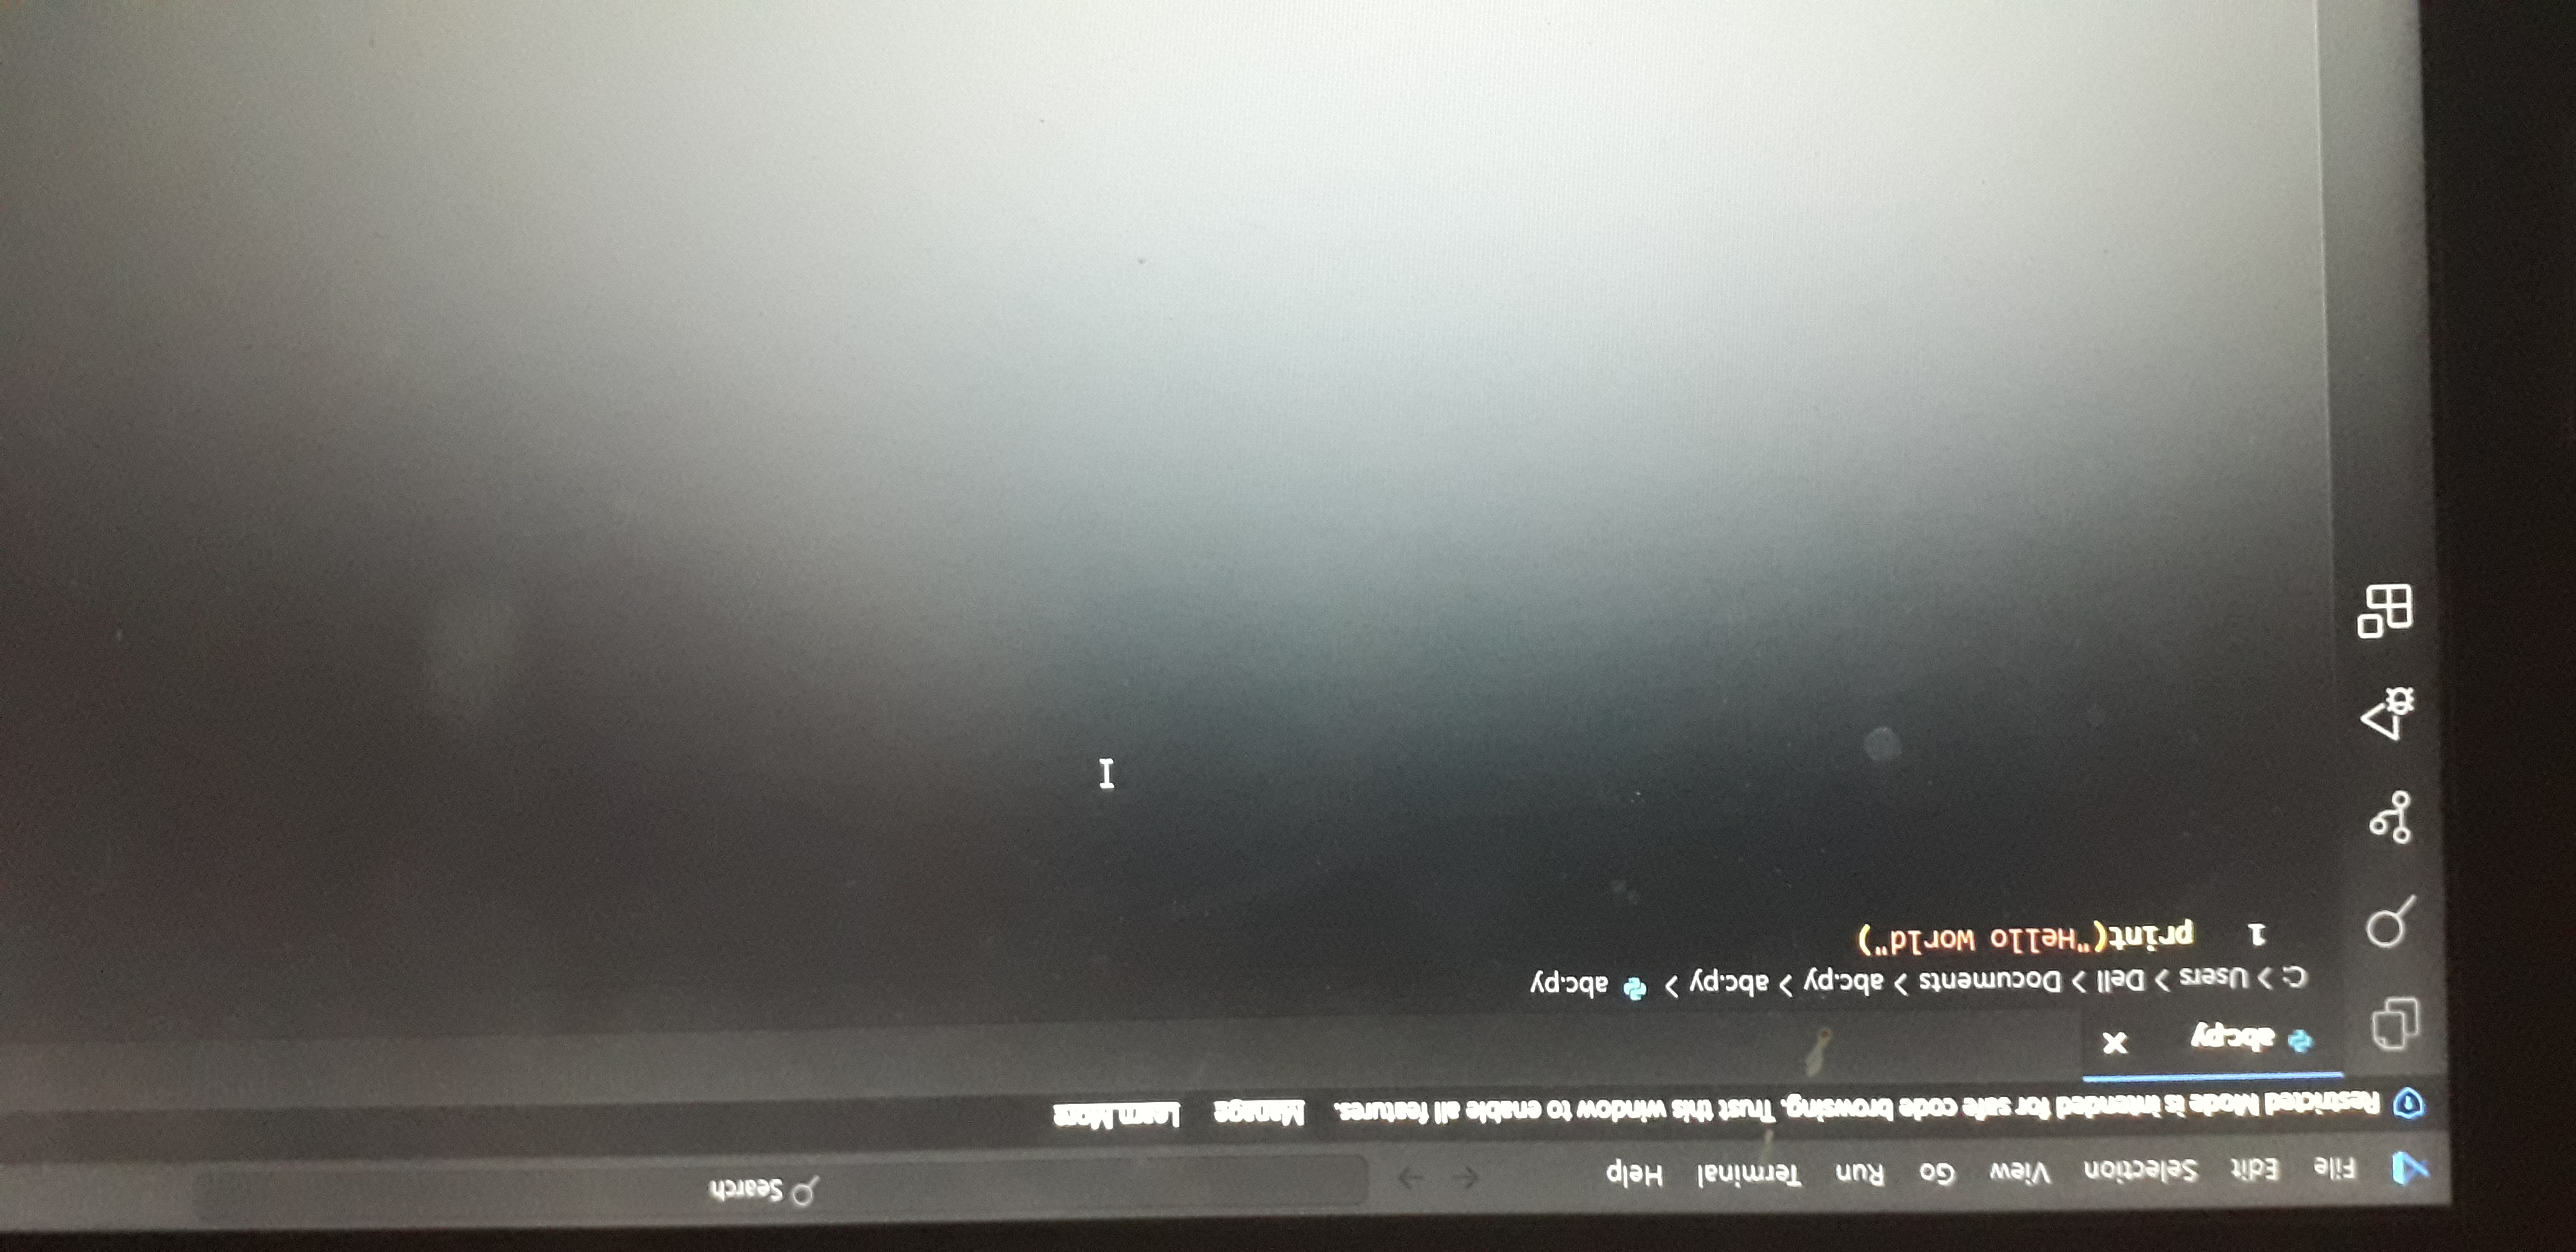 File Edit Selection View Go Run Terminal Help Search
Restricted Mode is intended for safe code browsing. Trust this window to enable all features. Manage Learn More
abc.py
C: > Users > Dell > Documents > abc.py > abc.py > abc.py
1 print("Hello World")